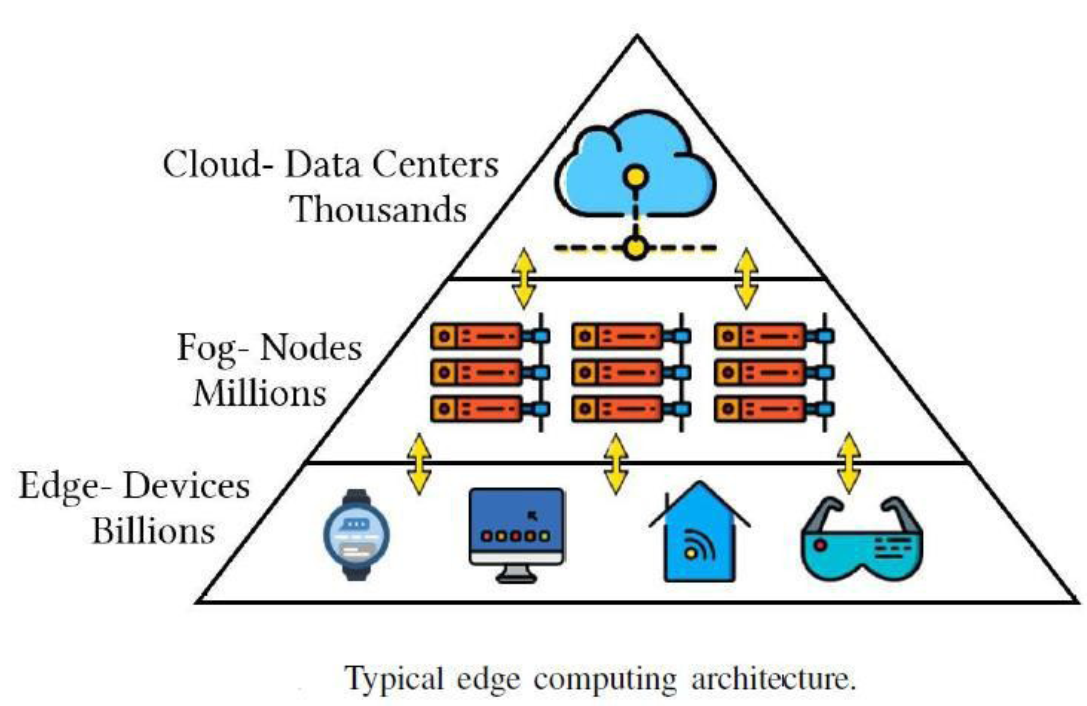 Cloud- Data Centers
Thousands
Fog- Nodes
Millions
Edge- Devices
Billions
Typical edge computing architecture.